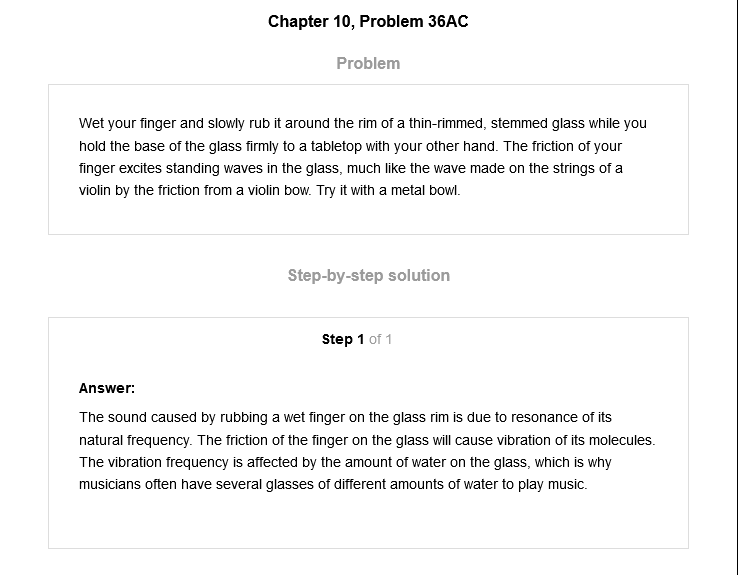 Chapter 10, Problem 36AC
Problem
Wet your finger and slowly rub it around the rim of a thin-rimmed, stemmed glass while you
hold the base of the glass firmly to a tabletop with your other hand. The friction of your
finger excites standing waves in the glass, much like the wave made on the strings of a
violin by the friction from a violin bow. Try it with a metal bowl.
Step-by-step solution
Step 1 of 1
Answer:
The sound caused by rubbing a wet finger on the glass rim is due to resonance of its
natural frequency. The friction of the finger on the glass will cause vibration of its molecules.
The vibration frequency is affected by the amount of water on the glass, which is why
musicians often have several glasses of different amounts of water to play music.